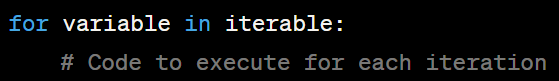 for variable in iterable:
    # Code to execute for each iteration